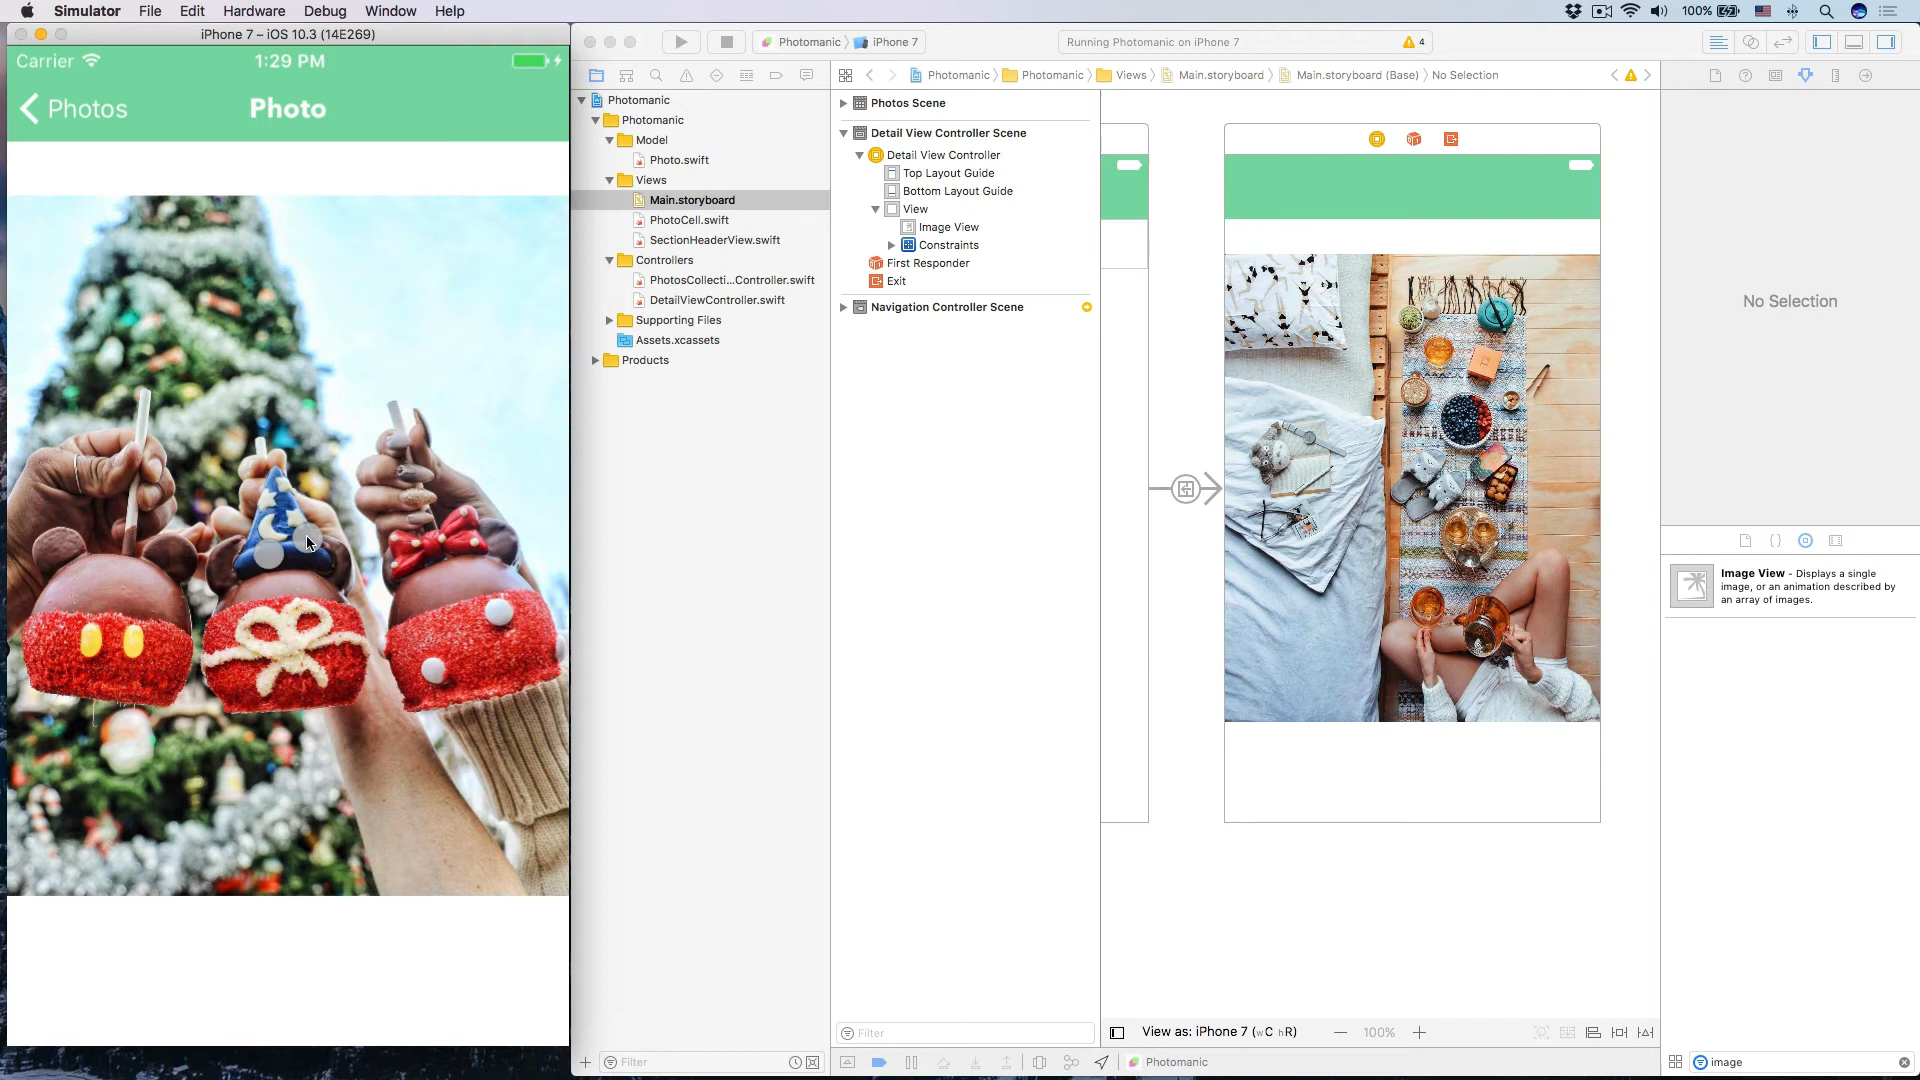 Simulator File Edit Hardware Debug Window Help
100%
iPhone 7 – iOS 10.3 (14E269)
Carrier 1:29 PM
Photos Photo
Photomanic iPhone 7
Running Photomanic on iPhone 7
4
Photomanic Photomanic Views Main.storyboard Main.storyboard (Base) No Selection
Photomanic
Photomanic
Model
Photo.swift
Views
Main.storyboard
PhotoCell.swift
SectionHeaderView.swift
Controllers
PhotosCollecti...Controller.swift
DetailViewController.swift
Supporting Files
Assets.xcassets
Products
Photos Scene
Detail View Controller Scene
Detail View Controller
Top Layout Guide
Bottom Layout Guide
View
Image View
Constraints
First Responder
Exit
Navigation Controller Scene
No Selection
Image View - Displays a single
image, or an animation described by
an array of images.
Filter
View as: iPhone 7 (wC hR)
100%
Filter
Photomanic
image